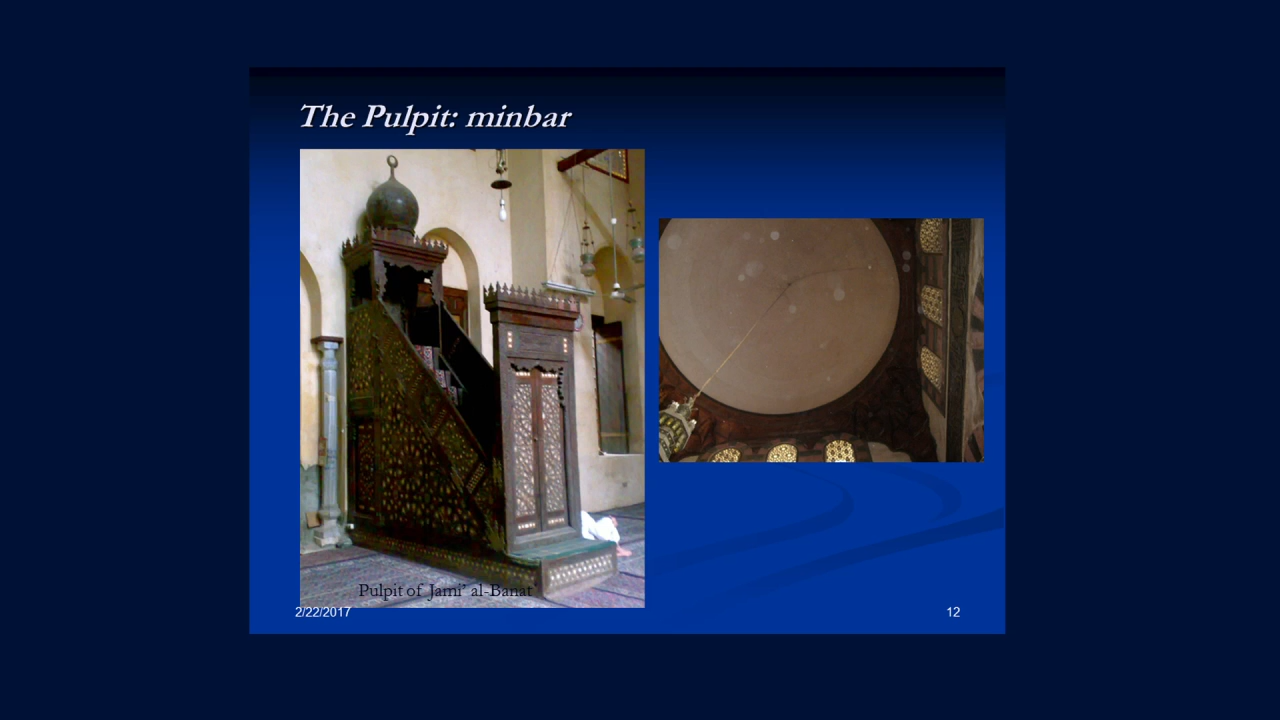 The Pulpit: minbar
Pulpit of Jami’ al-Banat
2/22/2017
12